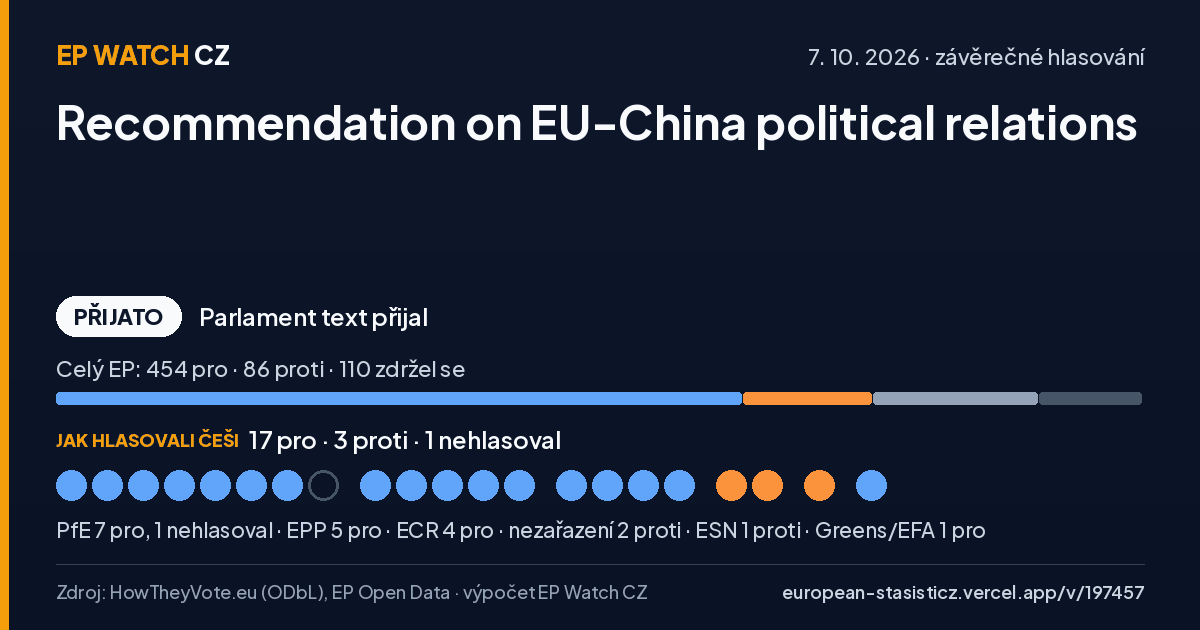 EP WATCH CZ
7. 10. 2026 · závěrečné hlasování
Recommendation on EU–China political relations
PŘIJATO
Parlament text přijal
Celý EP: 454 pro · 86 proti · 110 zdržel se
JAK HLASOVALI ČEŠI 17 pro · 3 proti · 1 nehlasoval
PfE 7 pro, 1 nehlasoval · EPP 5 pro · ECR 4 pro · nezařazení 2 proti · ESN 1 proti · Greens/EFA 1 pro
Zdroj: HowTheyVote.eu (ODbL), EP Open Data · výpočet EP Watch CZ
european-stasisticz.vercel.app/v/197457